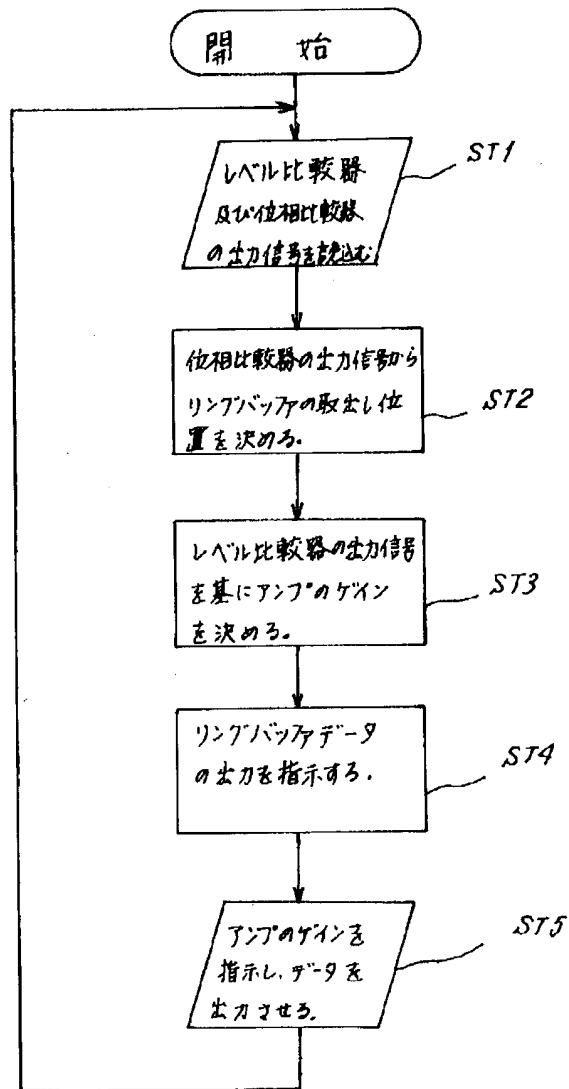 開 始
レベル比較器
及び位相比較器
の出力信号を読込む
ST1
位相比較器の出力信号から
リングバッファの取出し位
置を決める。
ST2
レベル比較器の出力信号
を基にアンプのゲイン
を決める。
ST3
リングバッファデータ
の出力を指示する.
ST4
アンプのゲインを
指示し、データを
出力させる。
ST5